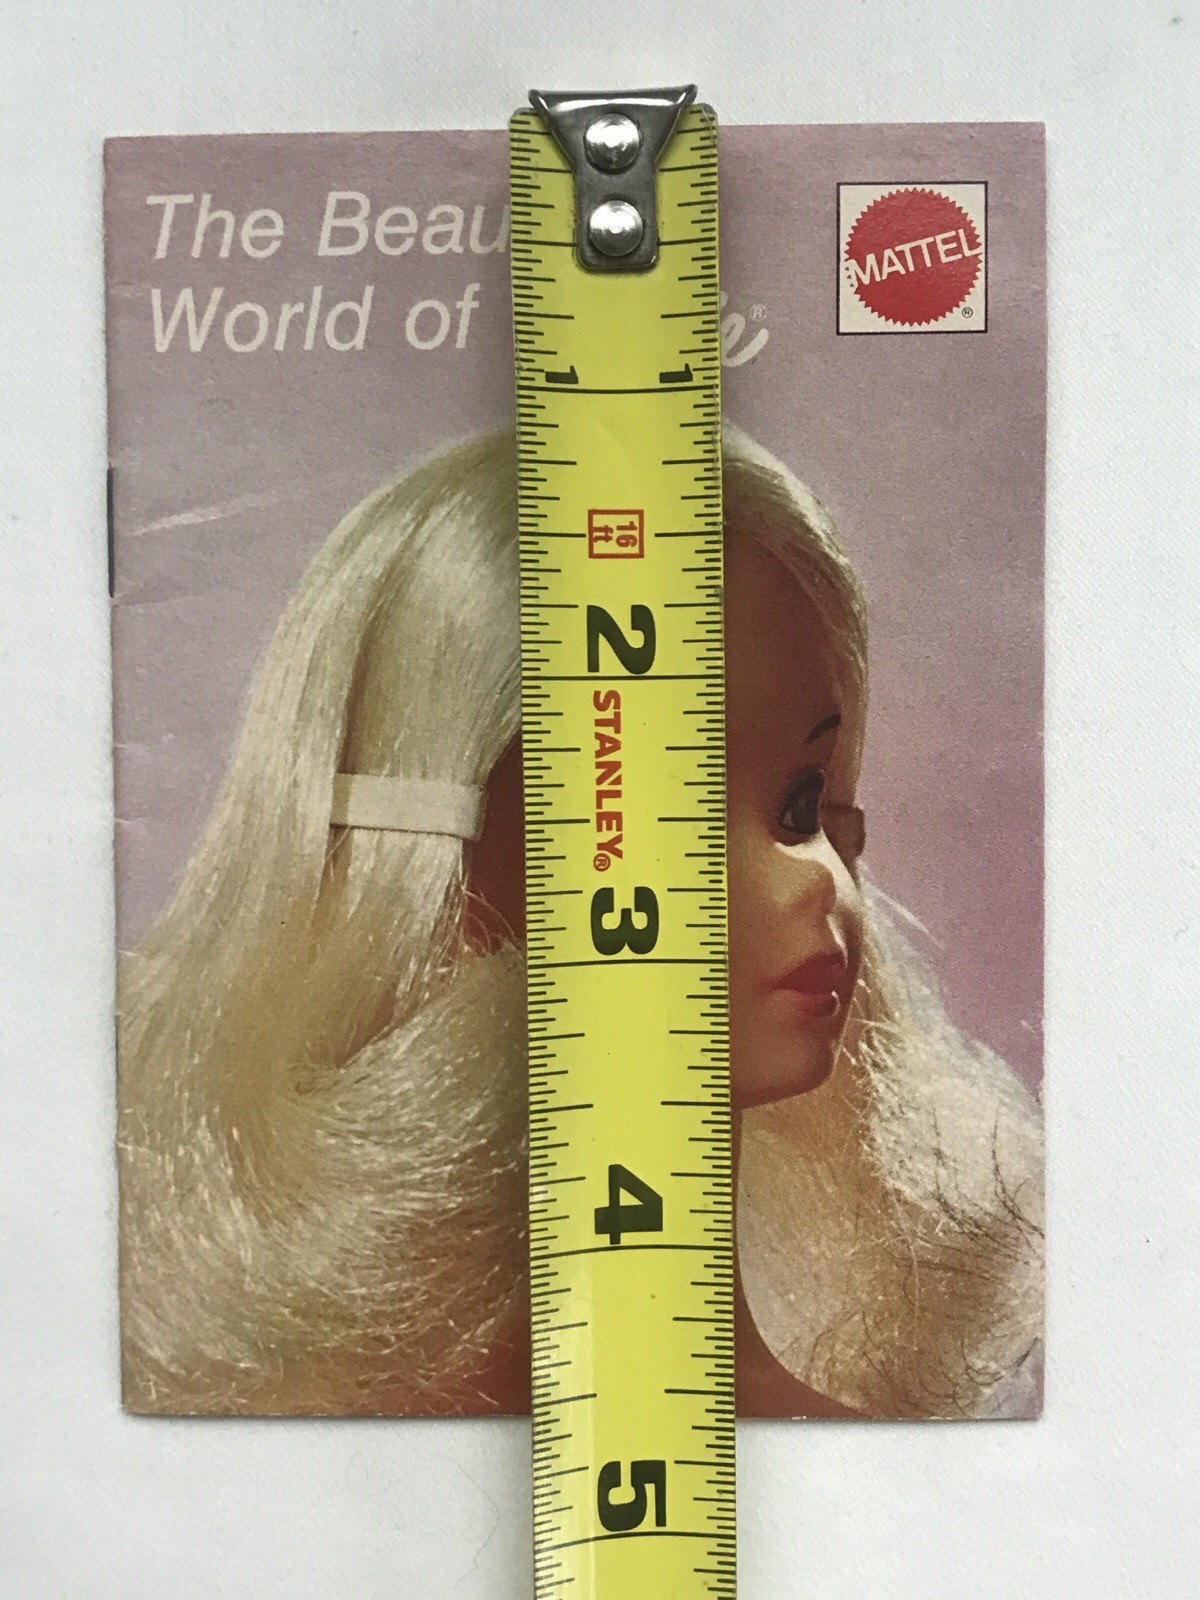 The Beau
World of
e®
MATTEL
®
1 1
16
ft
2
STANLEY®
3
4
5